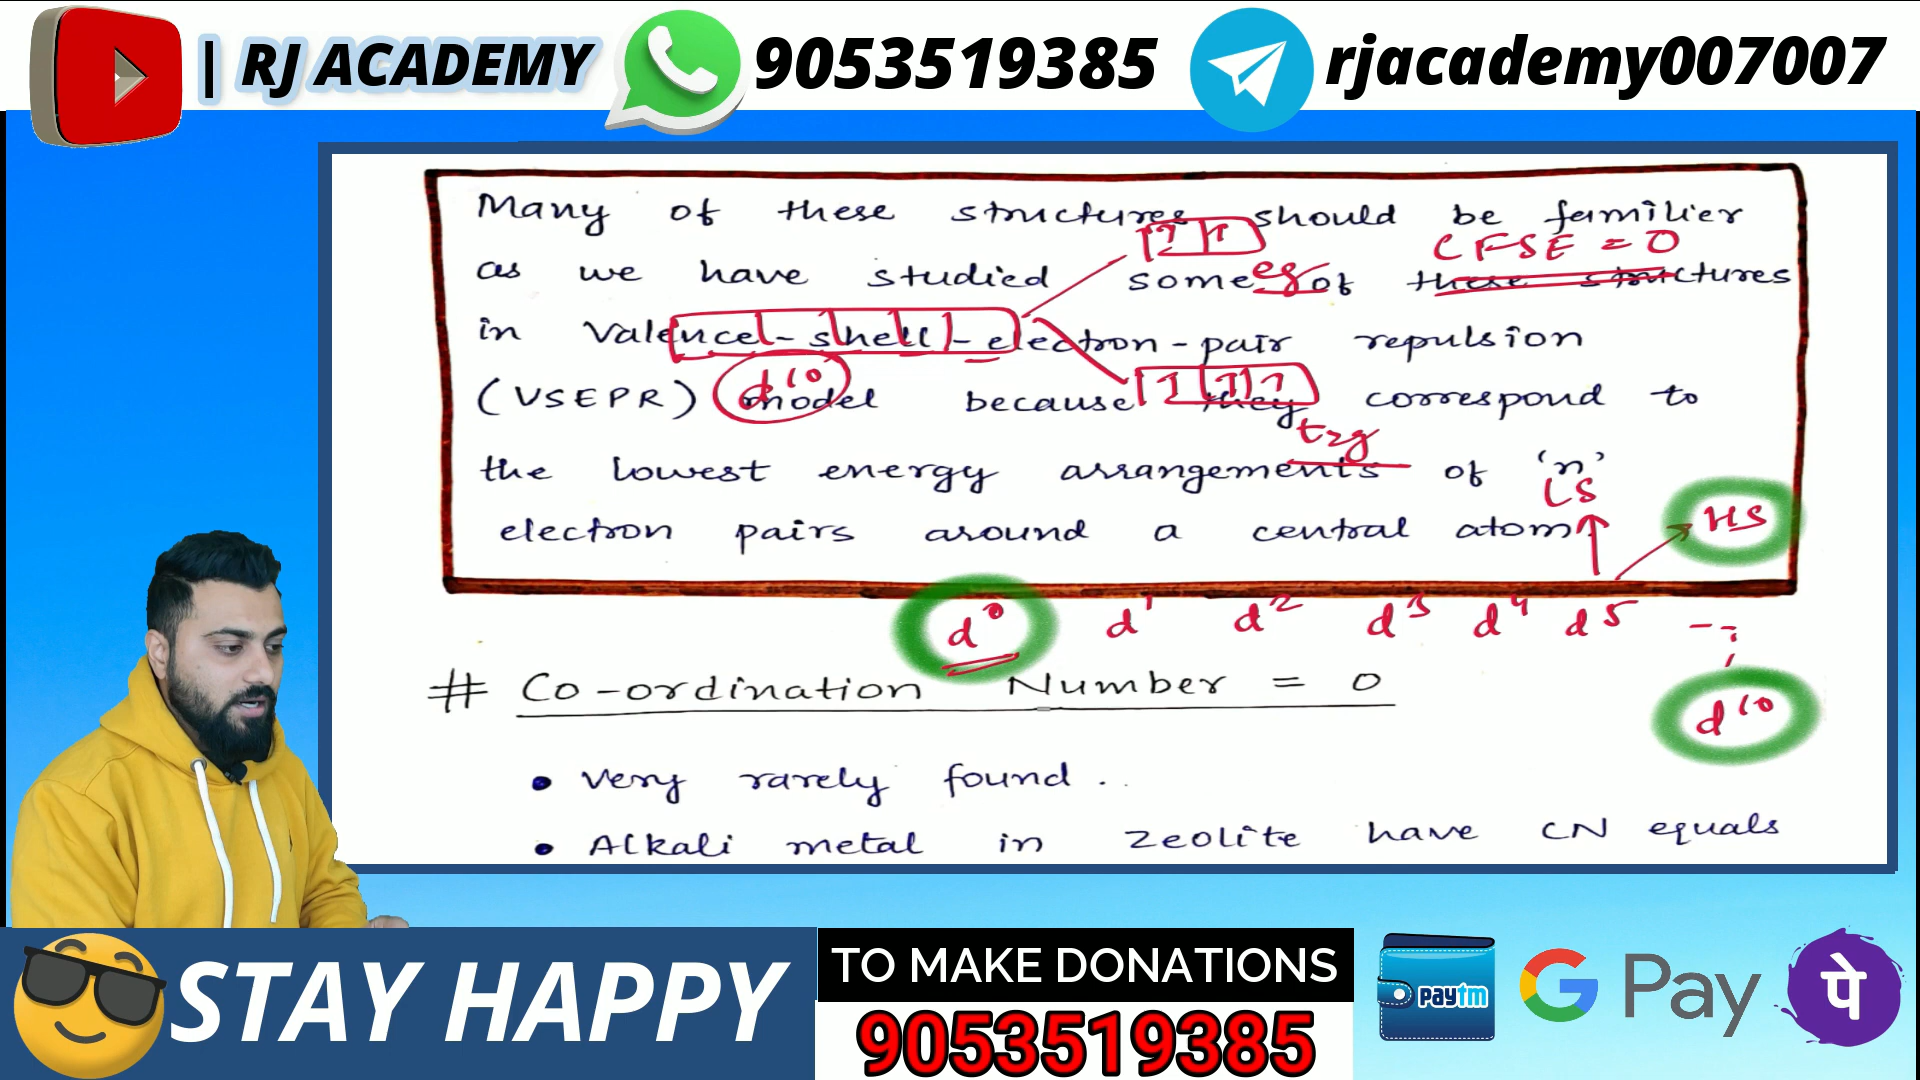 | RJ ACADEMY 9053519385 rjacademy007007
Many of these structures should be familier
CFSE = 0
as we have studied some of these structures
eg
in Valence-shell-electron-pair repulsion
(VSEPR) model because they correspond to
d10
t2g
the lowest energy arrangements of 'n'
LS
HS
electron pairs around a central atom.
d0 d1 d2 d3 d4 d5 --
# Co-ordination Number = 0
d10
• Very rarely found.
• Alkali metal in Zeolite have CN equals
STAY HAPPY
TO MAKE DONATIONS
9053519385
paytm
G Pay
पे